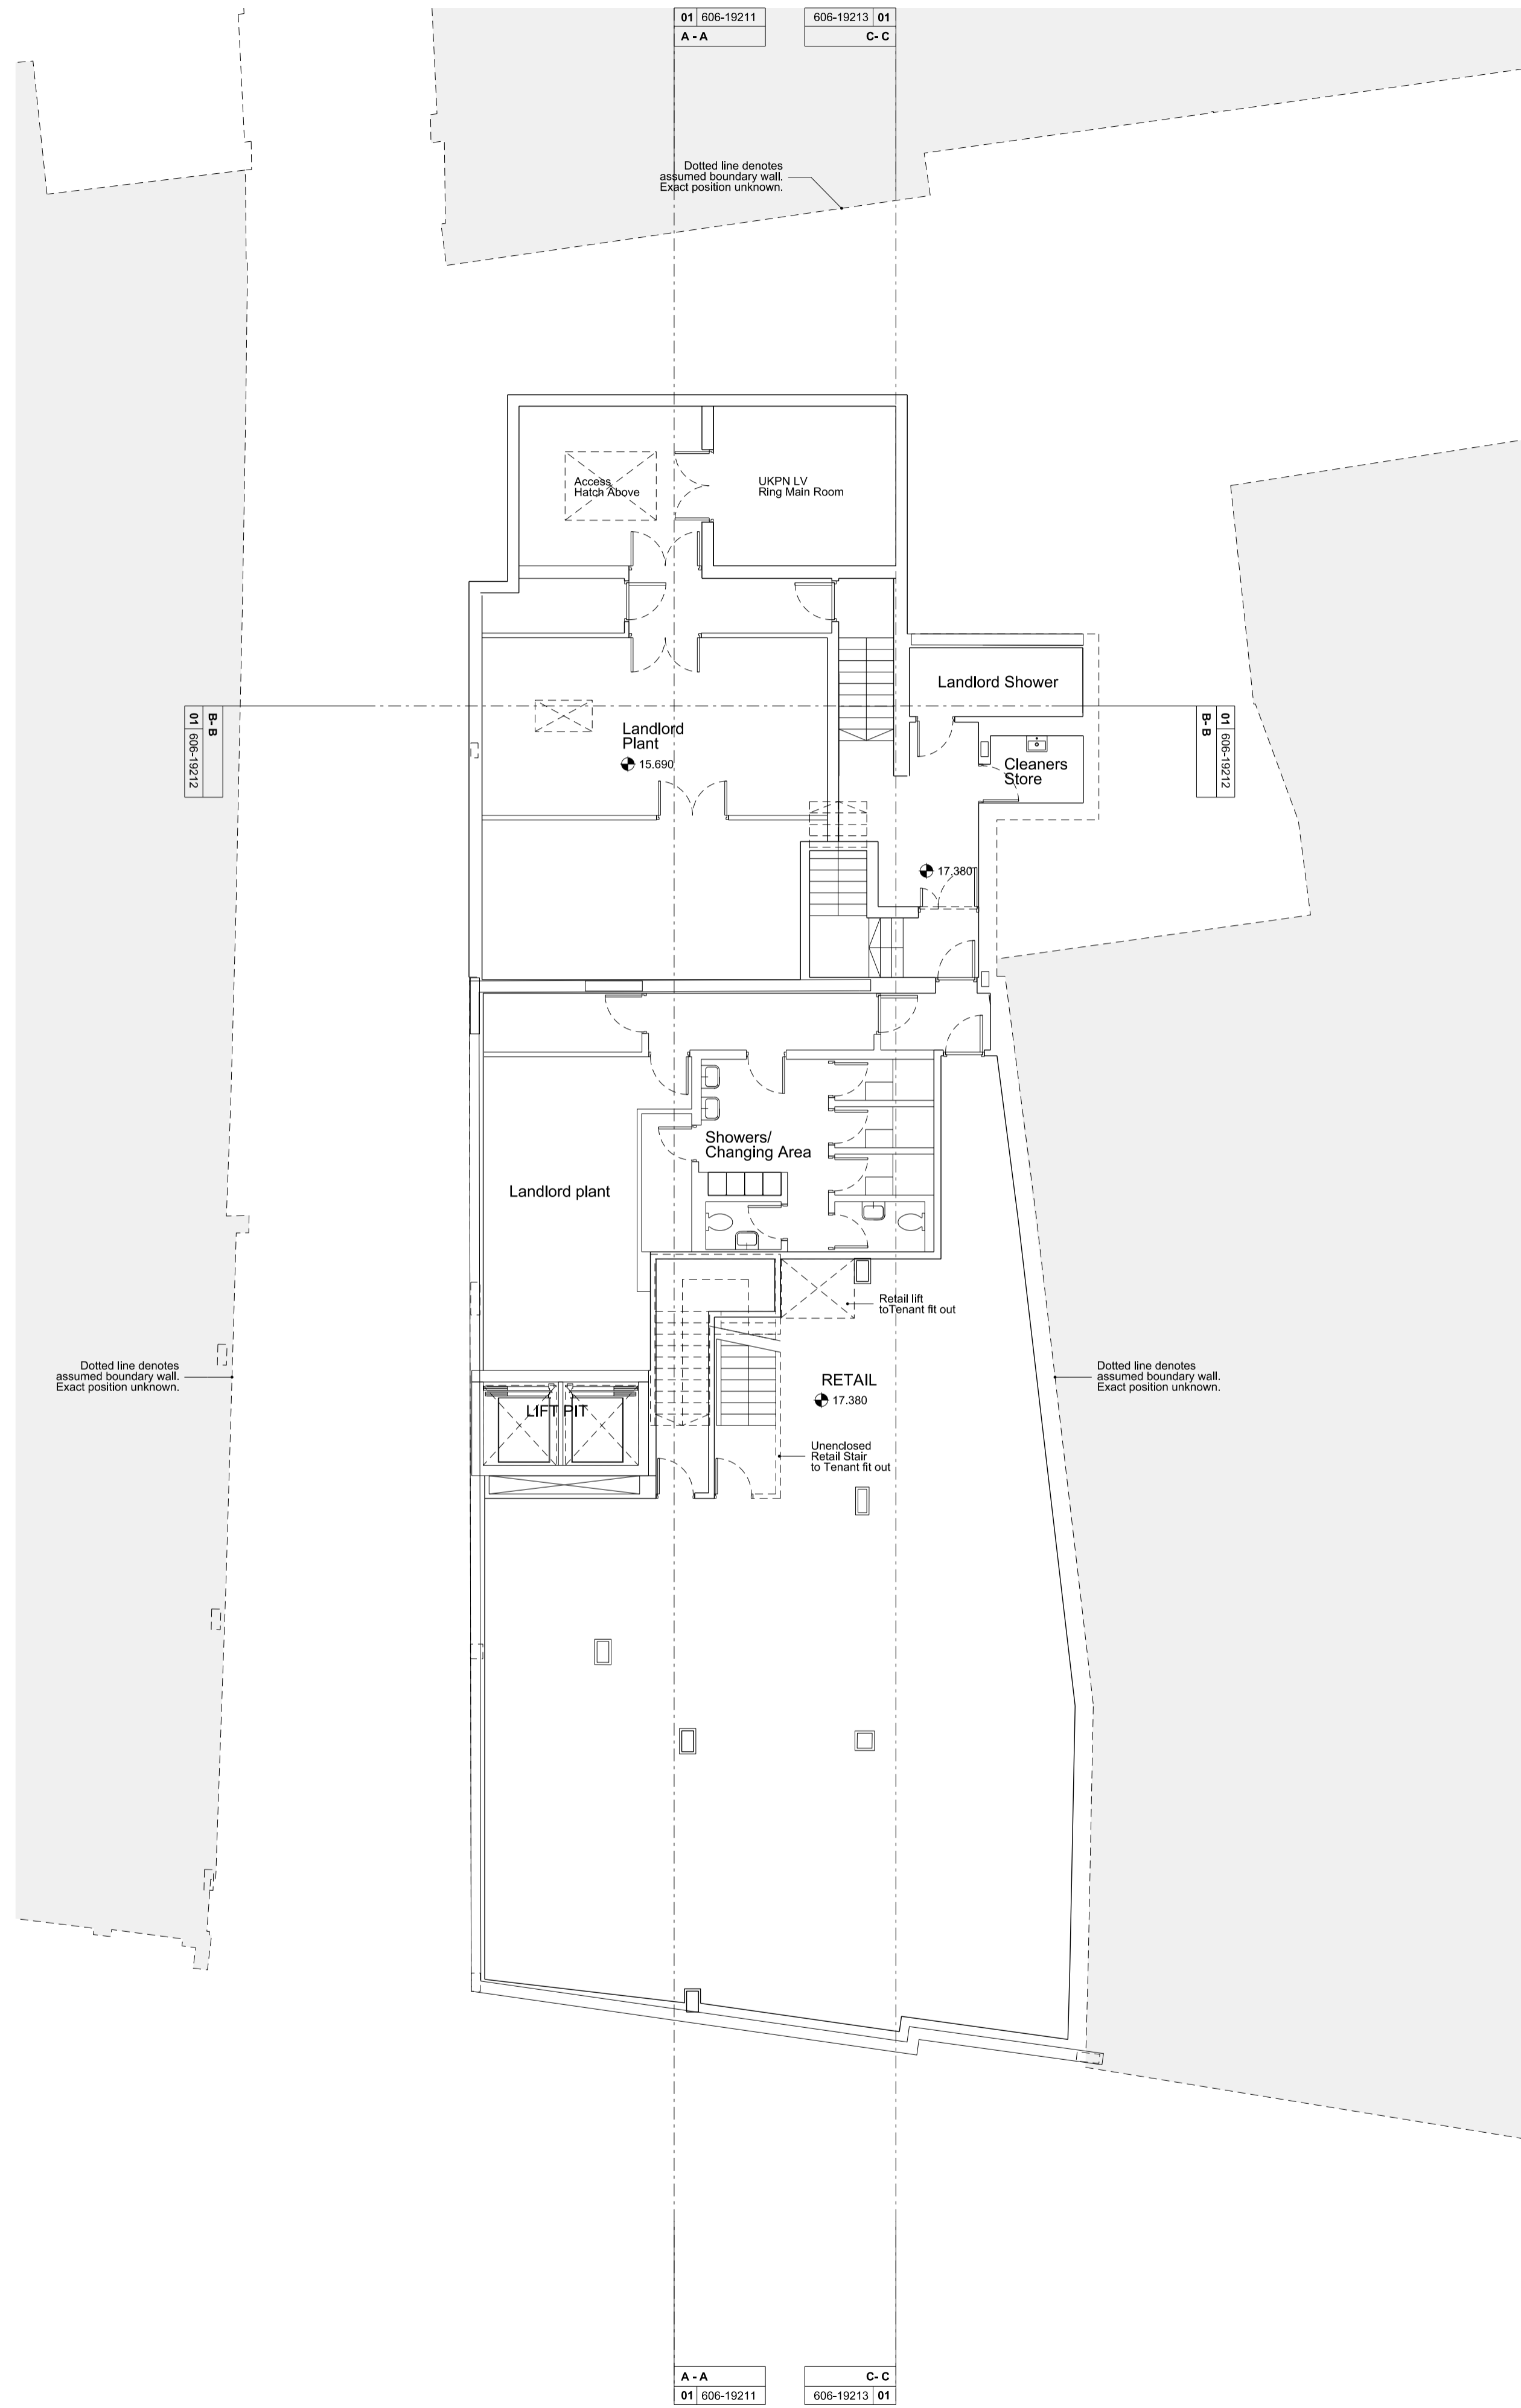 01 606-19211
A - A
606-19213 01
C- C
Dotted line denotes
assumed boundary wall.
Exact position unknown.
Access
Hatch Above
UKPN LV
Ring Main Room
Landlord Shower
B- B
01 606-19212
Landlord
Plant
15.690
Cleaners
Store
01 606-19212
B- B
17.380
Showers/
Changing Area
Landlord plant
Retail lift
toTenant fit out
Dotted line denotes
assumed boundary wall.
Exact position unknown.
LIFT PIT
RETAIL
17.380
Dotted line denotes
assumed boundary wall.
Exact position unknown.
Unenclosed
Retail Stair
to Tenant fit out
A - A
01 606-19211
C- C
606-19213 01